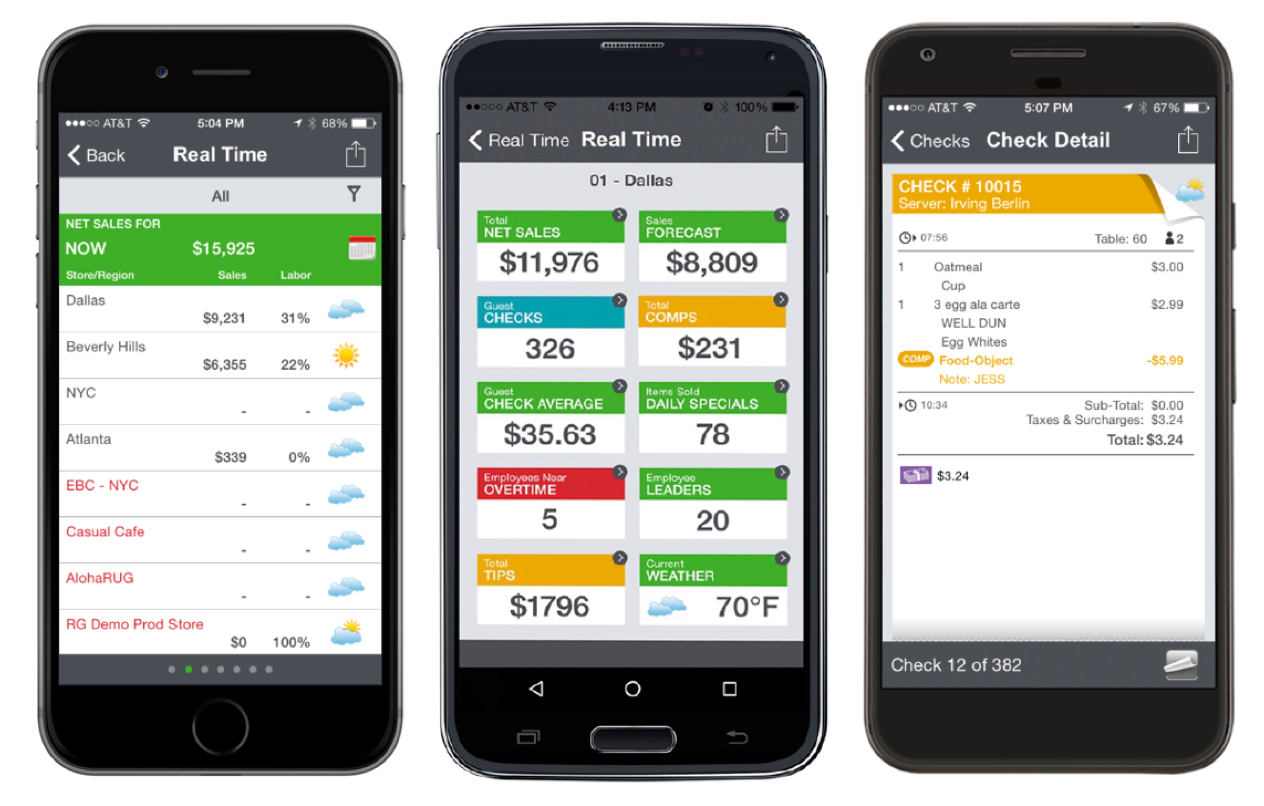 ●●●○○ AT&T 5:04 PM 68%
Back Real Time
All
NET SALES FOR
NOW $15,925
Store/Region Sales Labor
Dallas
$9,231 31%
Beverly Hills
$6,355 22%
NYC
- -
Atlanta
$339 0%
EBC - NYC
- -
Casual Cafe
- -
AlohaRUG
- -
RG Demo Prod Store
$0 100%
●●○○○ AT&T 4:13 PM 100%
Real Time Real Time
01 - Dallas
Total
NET SALES
$11,976
Sales
FORECAST
$8,809
Guest
CHECKS
326
Total
COMPS
$231
Guest
CHECK AVERAGE
$35.63
Items Sold
DAILY SPECIALS
78
Employees Near
OVERTIME
5
Employee
LEADERS
20
Total
TIPS
$1796
Current
WEATHER
70°F
●●●○○ AT&T 5:07 PM 67%
Checks Check Detail
CHECK # 10015
Server: Irving Berlin
07:56 Table: 60 2
1 Oatmeal $3.00
Cup
1 3 egg ala carte $2.99
WELL DUN
Egg Whites
COMP Food-Object -$5.99
Note: JESS
10:34 Sub-Total: $0.00
Taxes & Surcharges: $3.24
Total: $3.24
$3.24
Check 12 of 382